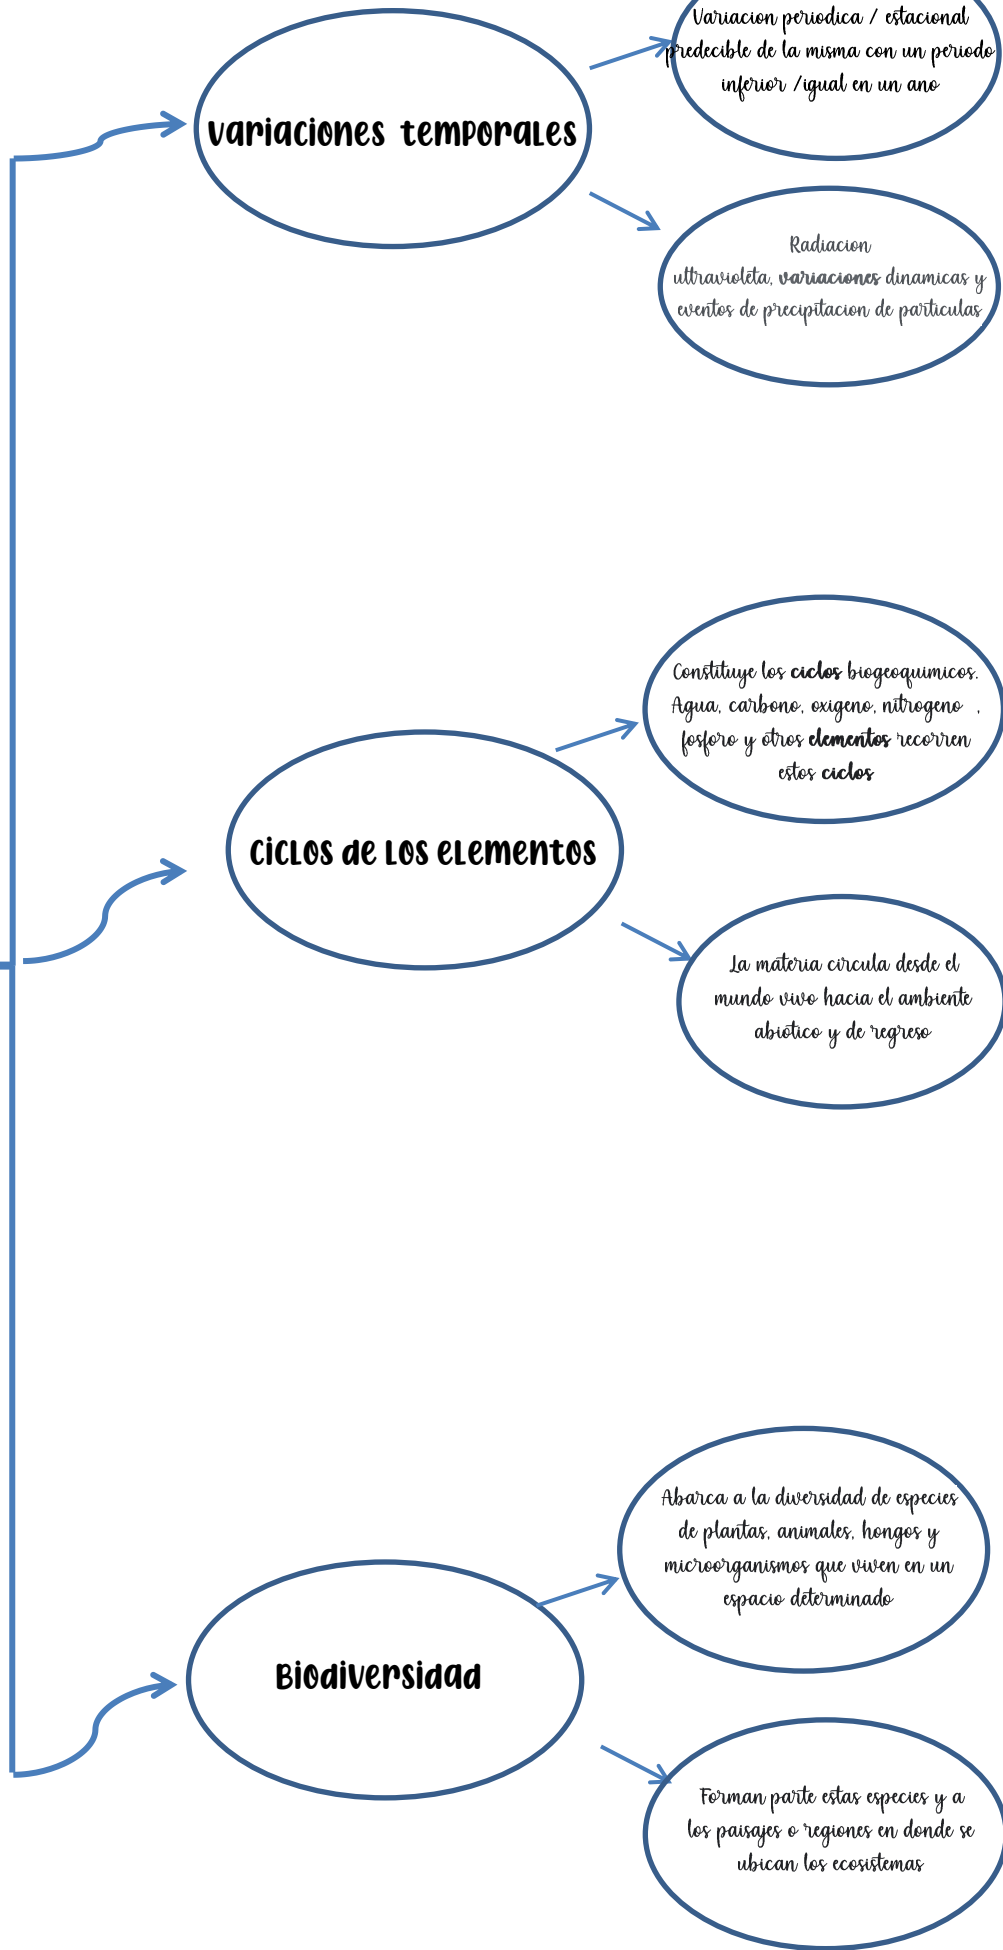 Variacion periodica / estacional
predecible de la misma con un periodo
inferior /igual en un ano
variaciones temporales
Radiacion
ultravioleta, variaciones dinamicas y
eventos de precipitacion de particulas
Constituye los ciclos biogeoquimicos.
Agua, carbono, oxigeno, nitrogeno ,
fosforo y otros elementos recorren
estos ciclos
Ciclos de los elementos
La materia circula desde el
mundo vivo hacia el ambiente
abiotico y de regreso
Abarca a la diversidad de especies
de plantas, animales, hongos y
microorganismos que viven en un
espacio determinado
Biodiversidad
Forman parte estas especies y a
los paisajes o regiones en donde se
ubican los ecosistemas